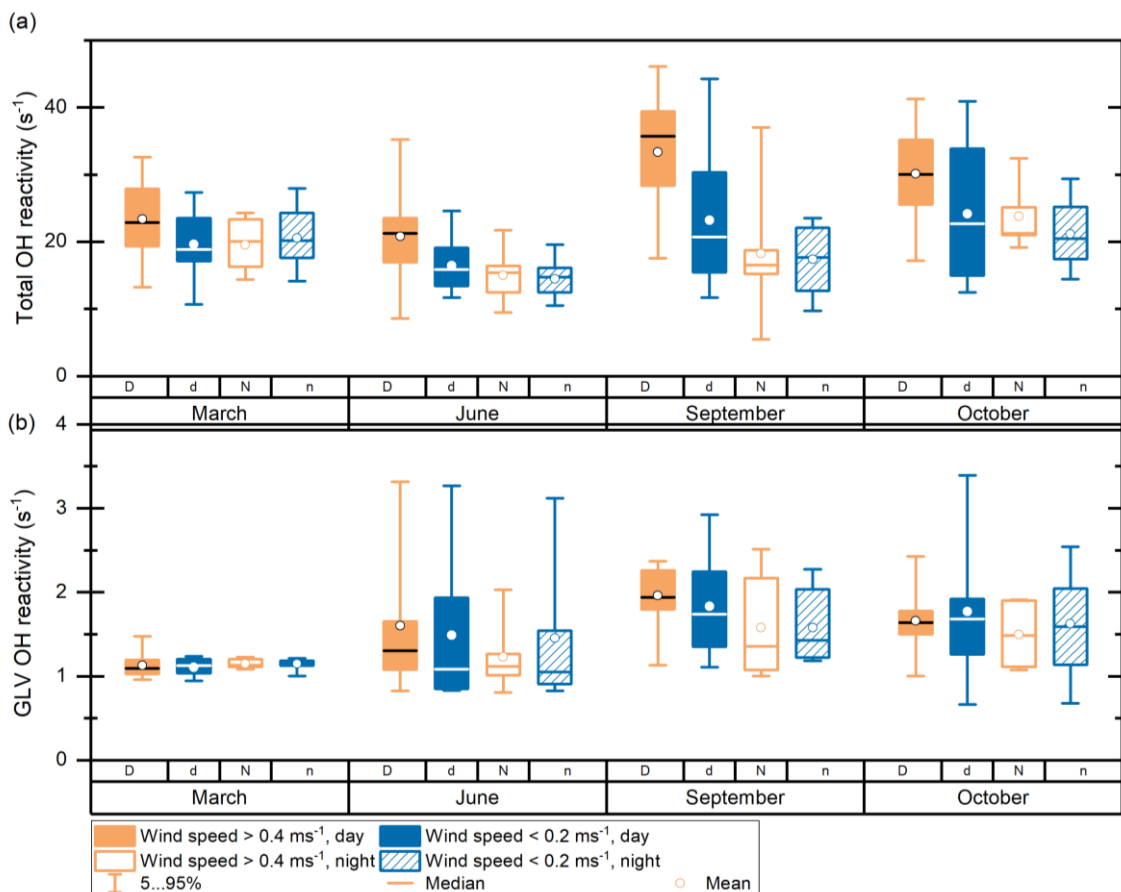 (a)
Total OH reactivity (s⁻¹)
40
20
0
D d N n D d N n D d N n D d N n
March June September October
(b)
GLV OH reactivity (s⁻¹)
4
3
2
1
0
D d N n D d N n D d N n D d N n
March June September October
Wind speed > 0.4 ms⁻¹, day Wind speed < 0.2 ms⁻¹, day
Wind speed > 0.4 ms⁻¹, night Wind speed < 0.2 ms⁻¹, night
5...95% Median Mean